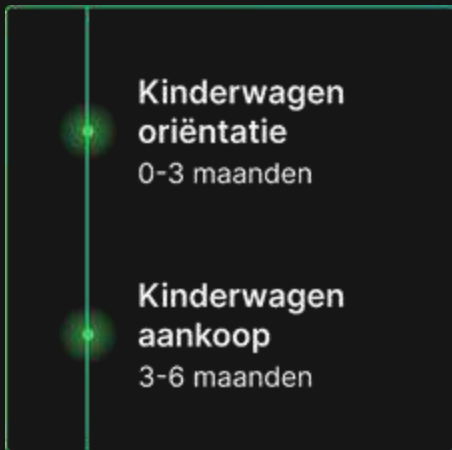 Kinderwagen
oriëntatie
0-3 maanden
Kinderwagen
aankoop
3-6 maanden